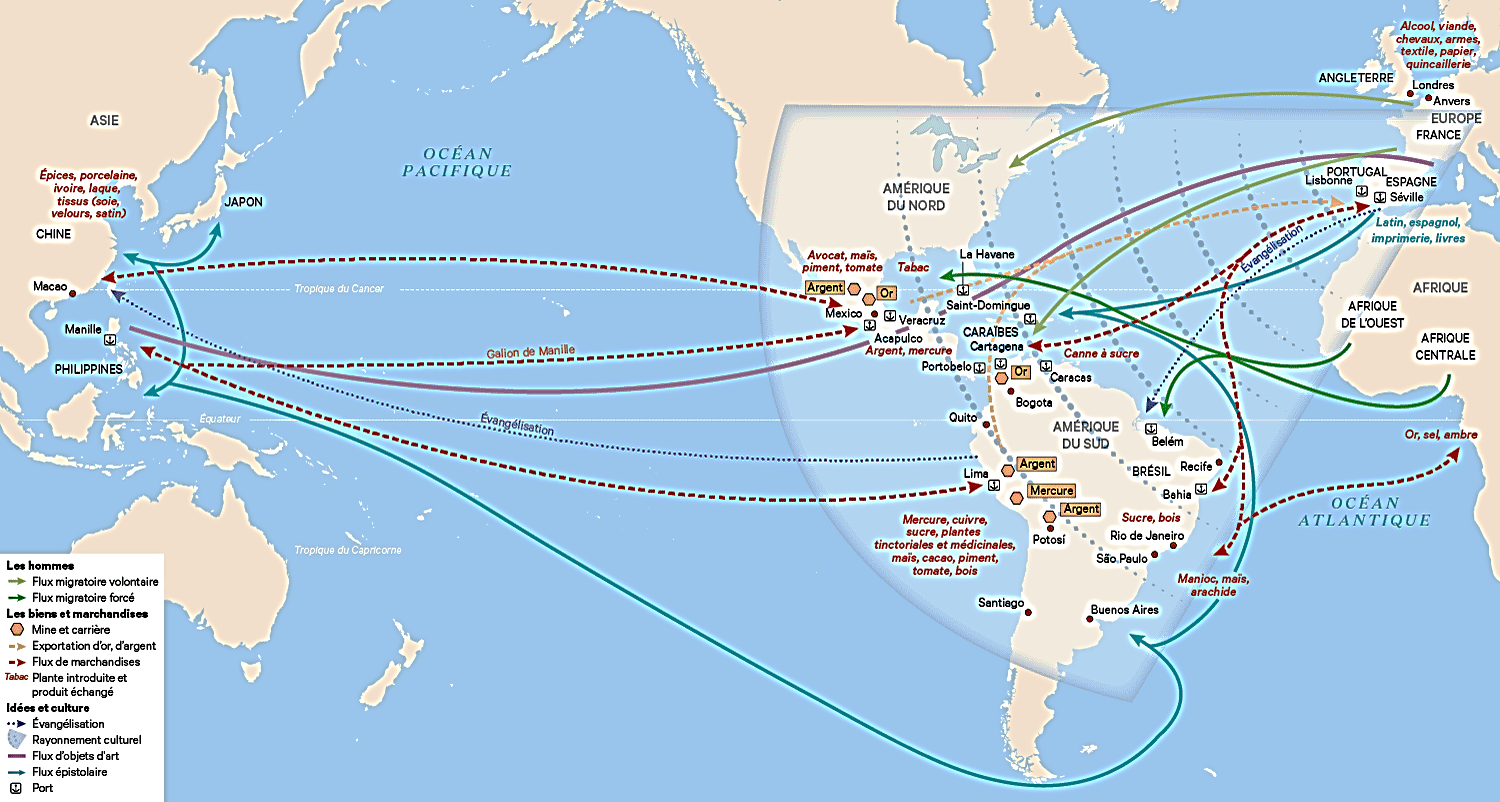 Alcool, viande,
chevaux, armes,
textile, papier,
quincaillerie
ANGLETERRE
Londres
Anvers
EUROPE
FRANCE
ASIE
OCÉAN
PACIFIQUE
Épices, porcelaine,
ivoire, laque,
tissus (soie,
velours, satin)
JAPON
CHINE
AMÉRIQUE
DU NORD
PORTUGAL
Lisbonne
ESPAGNE
Séville
Latin, espagnol,
imprimerie, livres
Évangélisation
Macao
Tropique du Cancer
Avocat, maïs,
piment, tomate
Tabac
La Havane
Argent
Or
Mexico
Veracruz
Saint-Domingue
AFRIQUE
AFRIQUE
DE L'OUEST
AFRIQUE
CENTRALE
Manille
PHILIPPINES
Galion de Manille
Acapulco
Argent, mercure
CARAÏBES
Cartagena
Canne à sucre
Portobelo
Or
Caracas
Bogota
Équateur
Évangélisation
Quito
AMÉRIQUE
DU SUD
Belém
Or, sel, ambre
Lima
Argent
BRÉSIL
Recife
Mercure
Bahia
Argent
OCÉAN
ATLANTIQUE
Mercure, cuivre,
sucre, plantes
tinctoriales et médicinales,
maïs, cacao, piment,
tomate, bois
Potosí
Sucre, bois
Rio de Janeiro
São Paulo
Tropique du Capricorne
Manioc, maïs,
arachide
Santiago
Buenos Aires
Les hommes
Flux migratoire volontaire
Flux migratoire forcé
Les biens et marchandises
Mine et carrière
Exportation d'or, d'argent
Flux de marchandises
Tabac Plante introduite et
produit échangé
Idées et culture
Évangélisation
Rayonnement culturel
Flux d'objets d'art
Flux épistolaire
Port